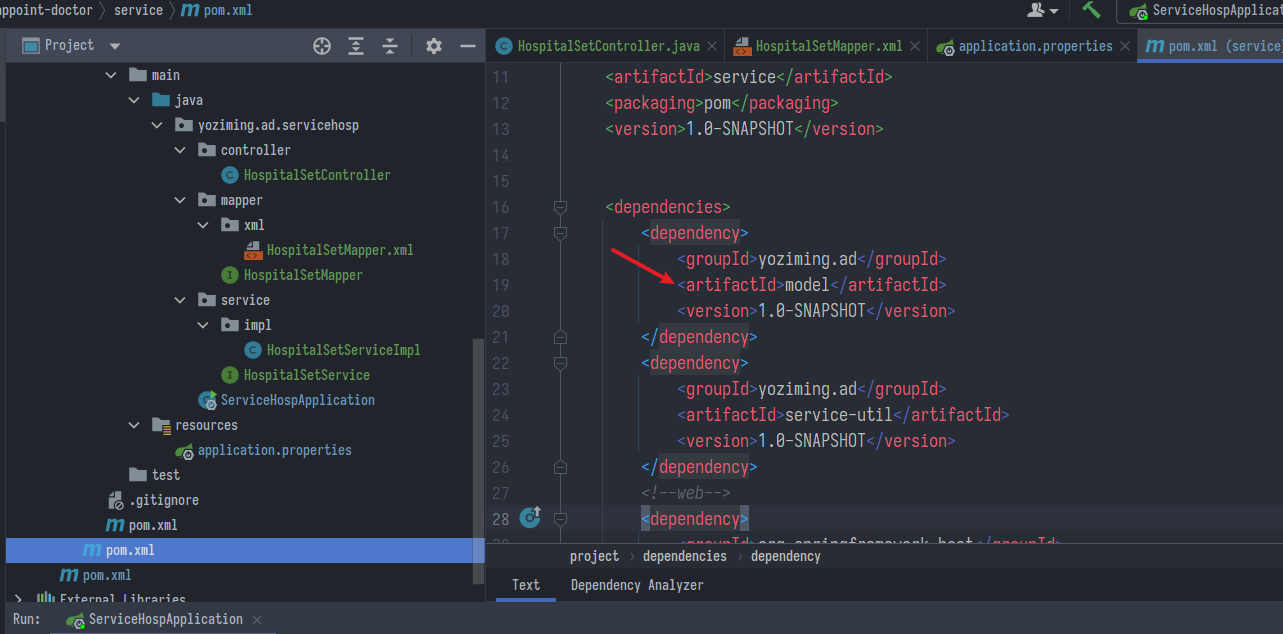 appoint-doctor
service
pom.xml
ServiceHospApplicat
Project
HospitalSetController.java
HospitalSetMapper.xml
application.properties
pom.xml (service
main
java
yoziming.ad.servicehosp
controller
HospitalSetController
mapper
xml
HospitalSetMapper.xml
HospitalSetMapper
service
impl
HospitalSetServiceImpl
HospitalSetService
ServiceHospApplication
resources
application.properties
test
.gitignore
pom.xml
pom.xml
pom.xml
External Libraries
11 <artifactId>service</artifactId>
12 <packaging>pom</packaging>
13 <version>1.0-SNAPSHOT</version>
14
15
16 <dependencies>
17 <dependency>
18 <groupId>yoziming.ad</groupId>
19 <artifactId>model</artifactId>
20 <version>1.0-SNAPSHOT</version>
21 </dependency>
22 <dependency>
23 <groupId>yoziming.ad</groupId>
24 <artifactId>service-util</artifactId>
25 <version>1.0-SNAPSHOT</version>
26 </dependency>
27 <!--web-->
28 <dependency>
<groupId>org.springframework.boot</groupId>
project › dependencies › dependency
Text Dependency Analyzer
Run: ServiceHospApplication